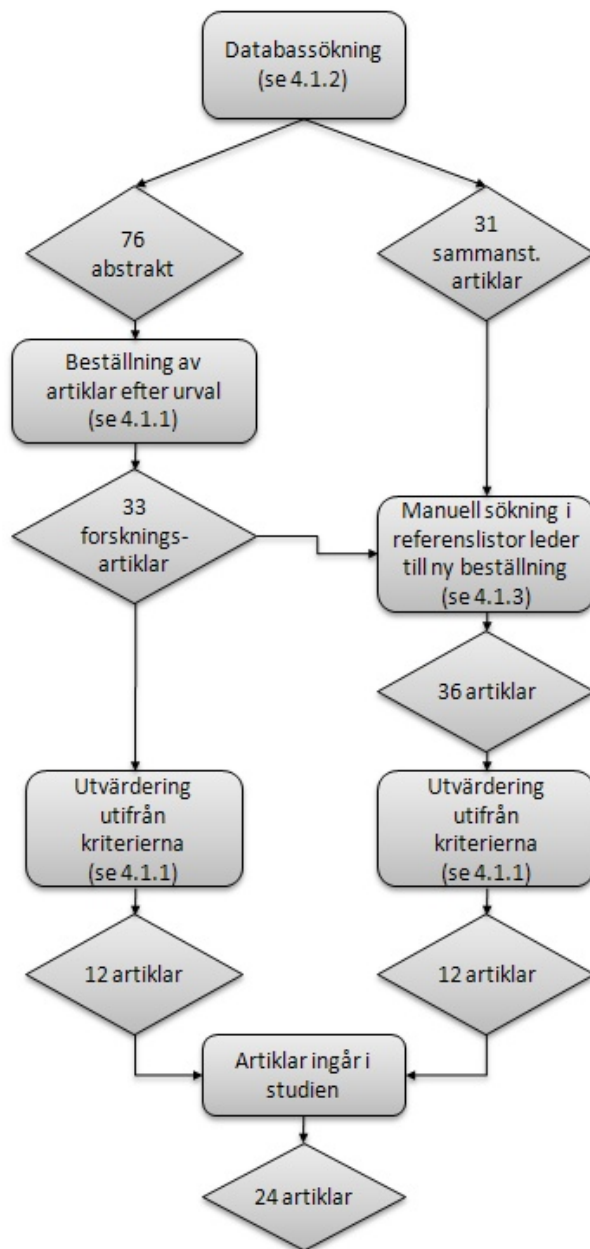 Databassökning
(se 4.1.2)
76
abstrakt
31
sammanst.
artiklar
Beställning av
artiklar efter urval
(se 4.1.1)
33
forsknings-
artiklar
Manuell sökning i
referenslistor leder
till ny beställning
(se 4.1.3)
36 artiklar
Utvärdering
utifrån
kriterierna
(se 4.1.1)
Utvärdering
utifrån
kriterierna
(se 4.1.1)
12 artiklar
12 artiklar
Artiklar ingår i
studien
24 artiklar